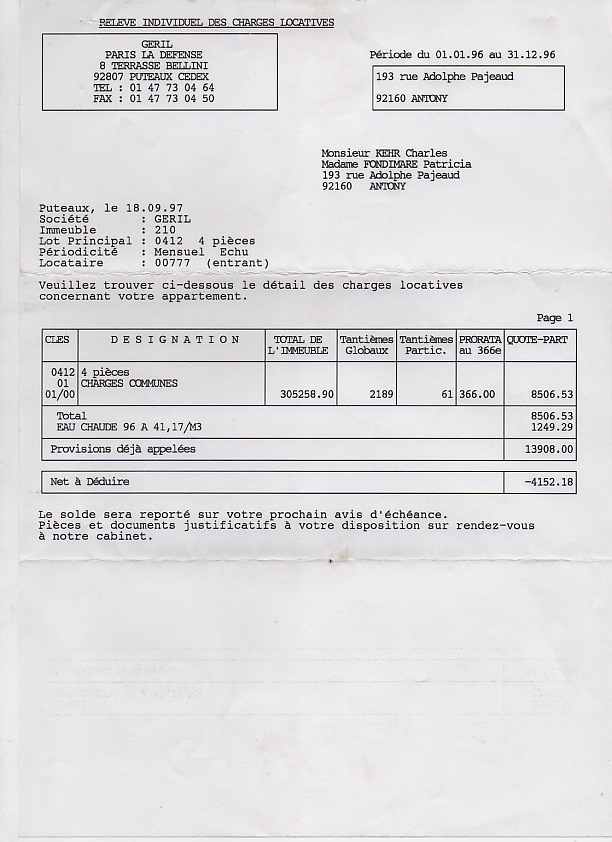 RELEVE INDIVIDUEL DES CHARGES LOCATIVES
GERIL
PARIS LA DEFENSE
8 TERRASSE BELLINI
92807 PUTEAUX CEDEX
TEL : 01 47 73 04 64
FAX : 01 47 73 04 50
Période du 01.01.96 au 31.12.96
193 rue Adolphe Pajeaud
92160 ANTONY
Monsieur KEHR Charles
Madame FONDIMARE Patricia
193 rue Adolphe Pajeaud
92160 ANTONY
Puteaux, le 18.09.97
Société : GERIL
Immeuble : 210
Lot Principal : 0412 4 pièces
Périodicité : Mensuel Echu
Locataire : 00777 (entrant)
Veuillez trouver ci-dessous le détail des charges locatives
concernant votre appartement.
Page 1
CLES DESIGNATION TOTAL DE Tantièmes Tantièmes PRORATA QUOTE-PART
L'IMMEUBLE Globaux Partic. au 366e
0412 4 pièces
01 CHARGES COMMUNES
01/00 305258.90 2189 61 366.00 8506.53
Total 8506.53
EAU CHAUDE 96 A 41,17/M3 1249.29
Provisions déjà appelées 13908.00
Net à Déduire -4152.18
Le solde sera reporté sur votre prochain avis d'échéance.
Pièces et documents justificatifs à votre disposition sur rendez-vous
à notre cabinet.